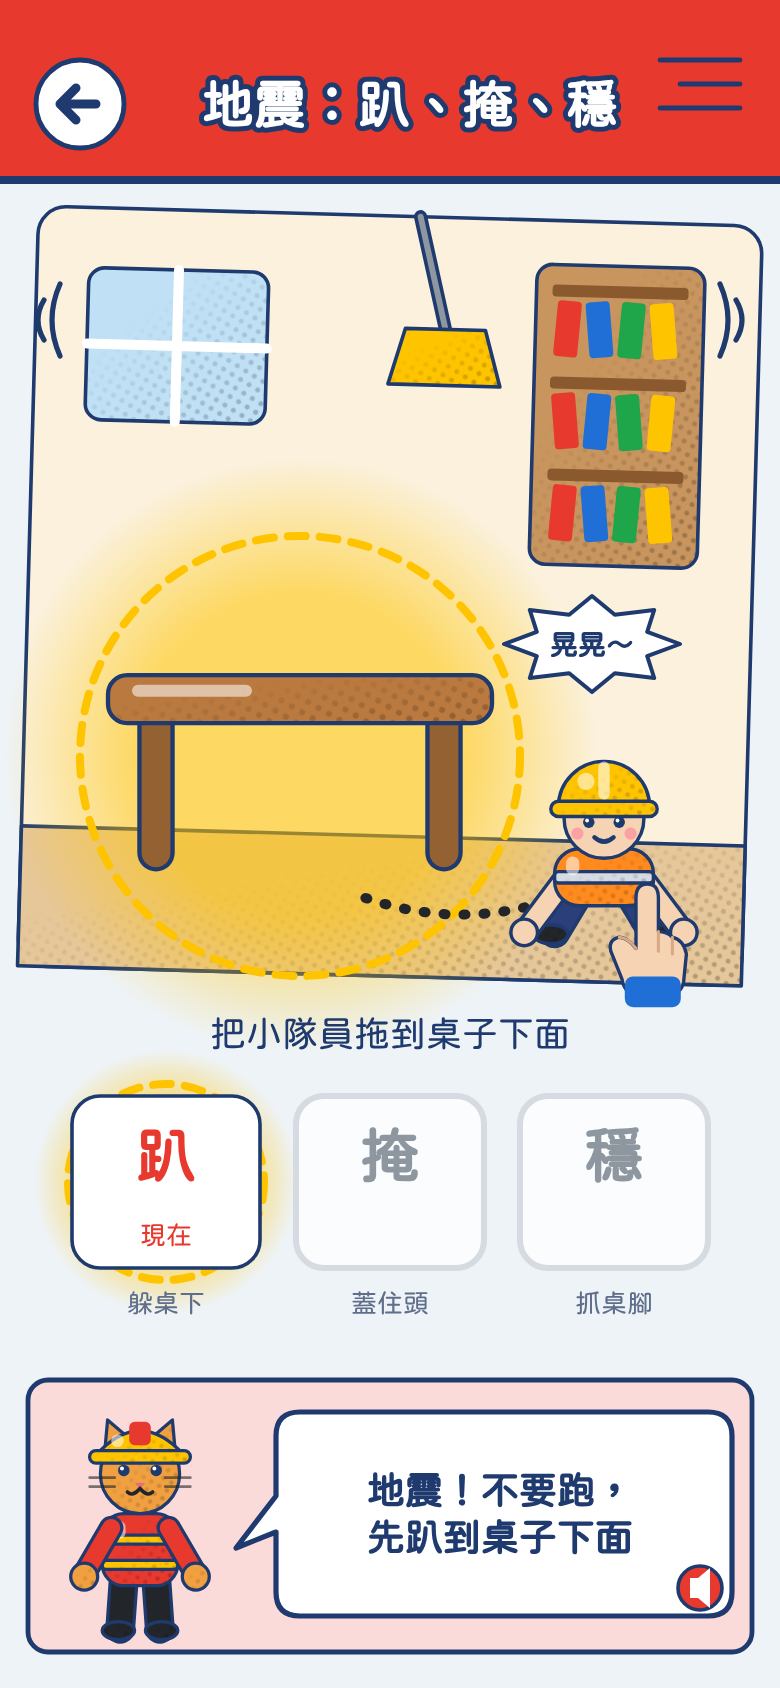 地震：趴、掩、穩
晃晃～
把小隊員拖到桌子下面
趴
現在
躲桌下
掩
蓋住頭
穩
抓桌腳
地震！不要跑，
先趴到桌子下面